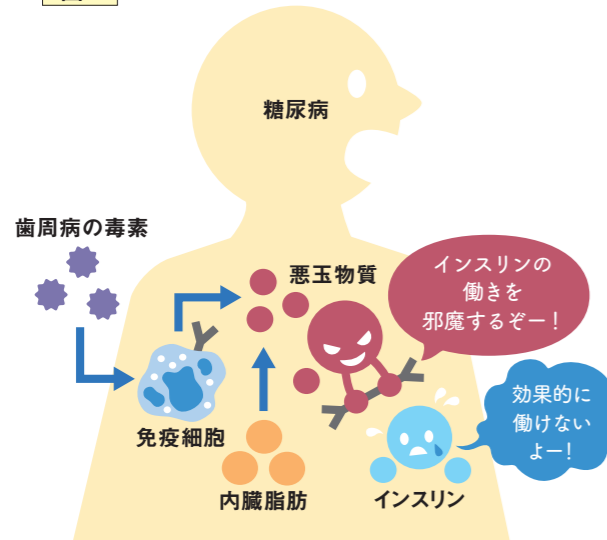 糖尿病
歯周病の毒素
悪玉物質
インスリンの
働きを
邪魔するぞー！
免疫細胞
効果的に
働けない
よー！
内臓脂肪
インスリン